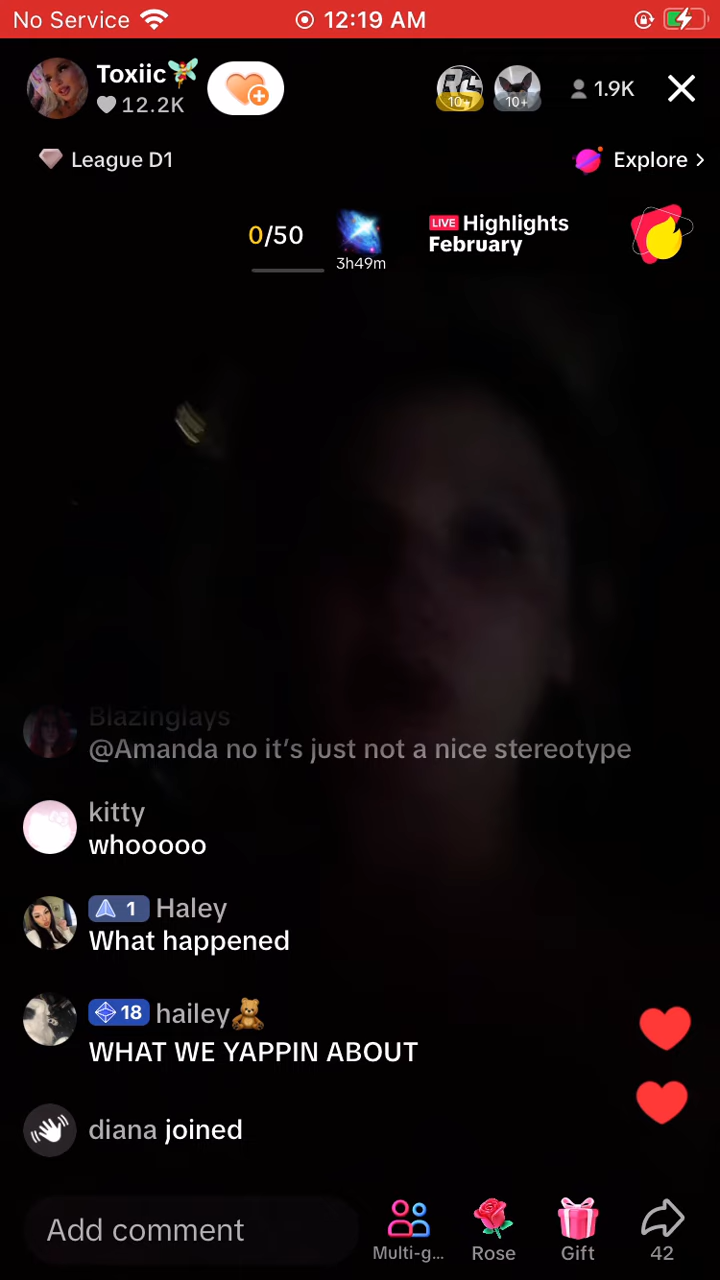 No Service 12:19 AM
Toxiic
12.2K
10+
10+
1.9K
League D1
Explore >
0/50
3h49m
LIVE Highlights
February
Blazinglays
@Amanda no it's just not a nice stereotype
kitty
whooooo
1 Haley
What happened
18 hailey
WHAT WE YAPPIN ABOUT
diana joined
Add comment
Multi-g...
Rose
Gift
42